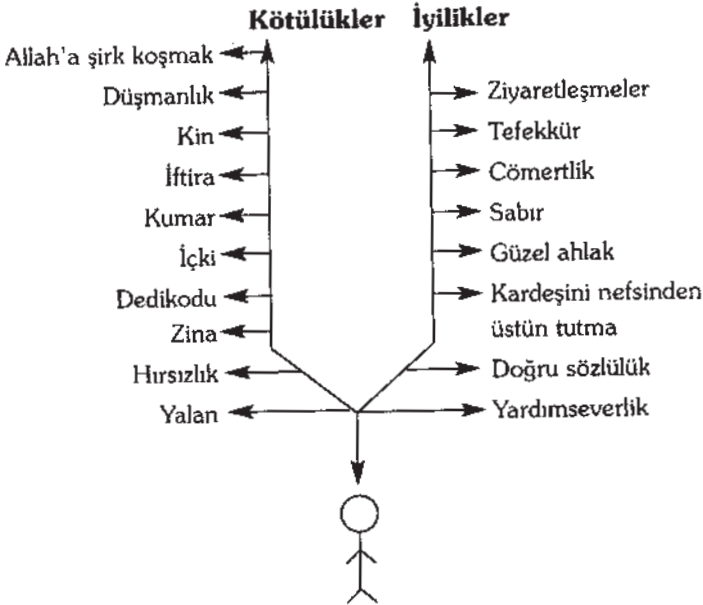 Kötülükler İyilikler
Allah'a şirk koşmak
Düşmanlık
Kin
İftira
Kumar
İçki
Dedikodu
Zina
Hırsızlık
Yalan
Ziyaretleşmeler
Tefekkür
Cömertlik
Sabır
Güzel ahlak
Kardeşini nefsinden
üstün tutma
Doğru sözlülük
Yardımseverlik